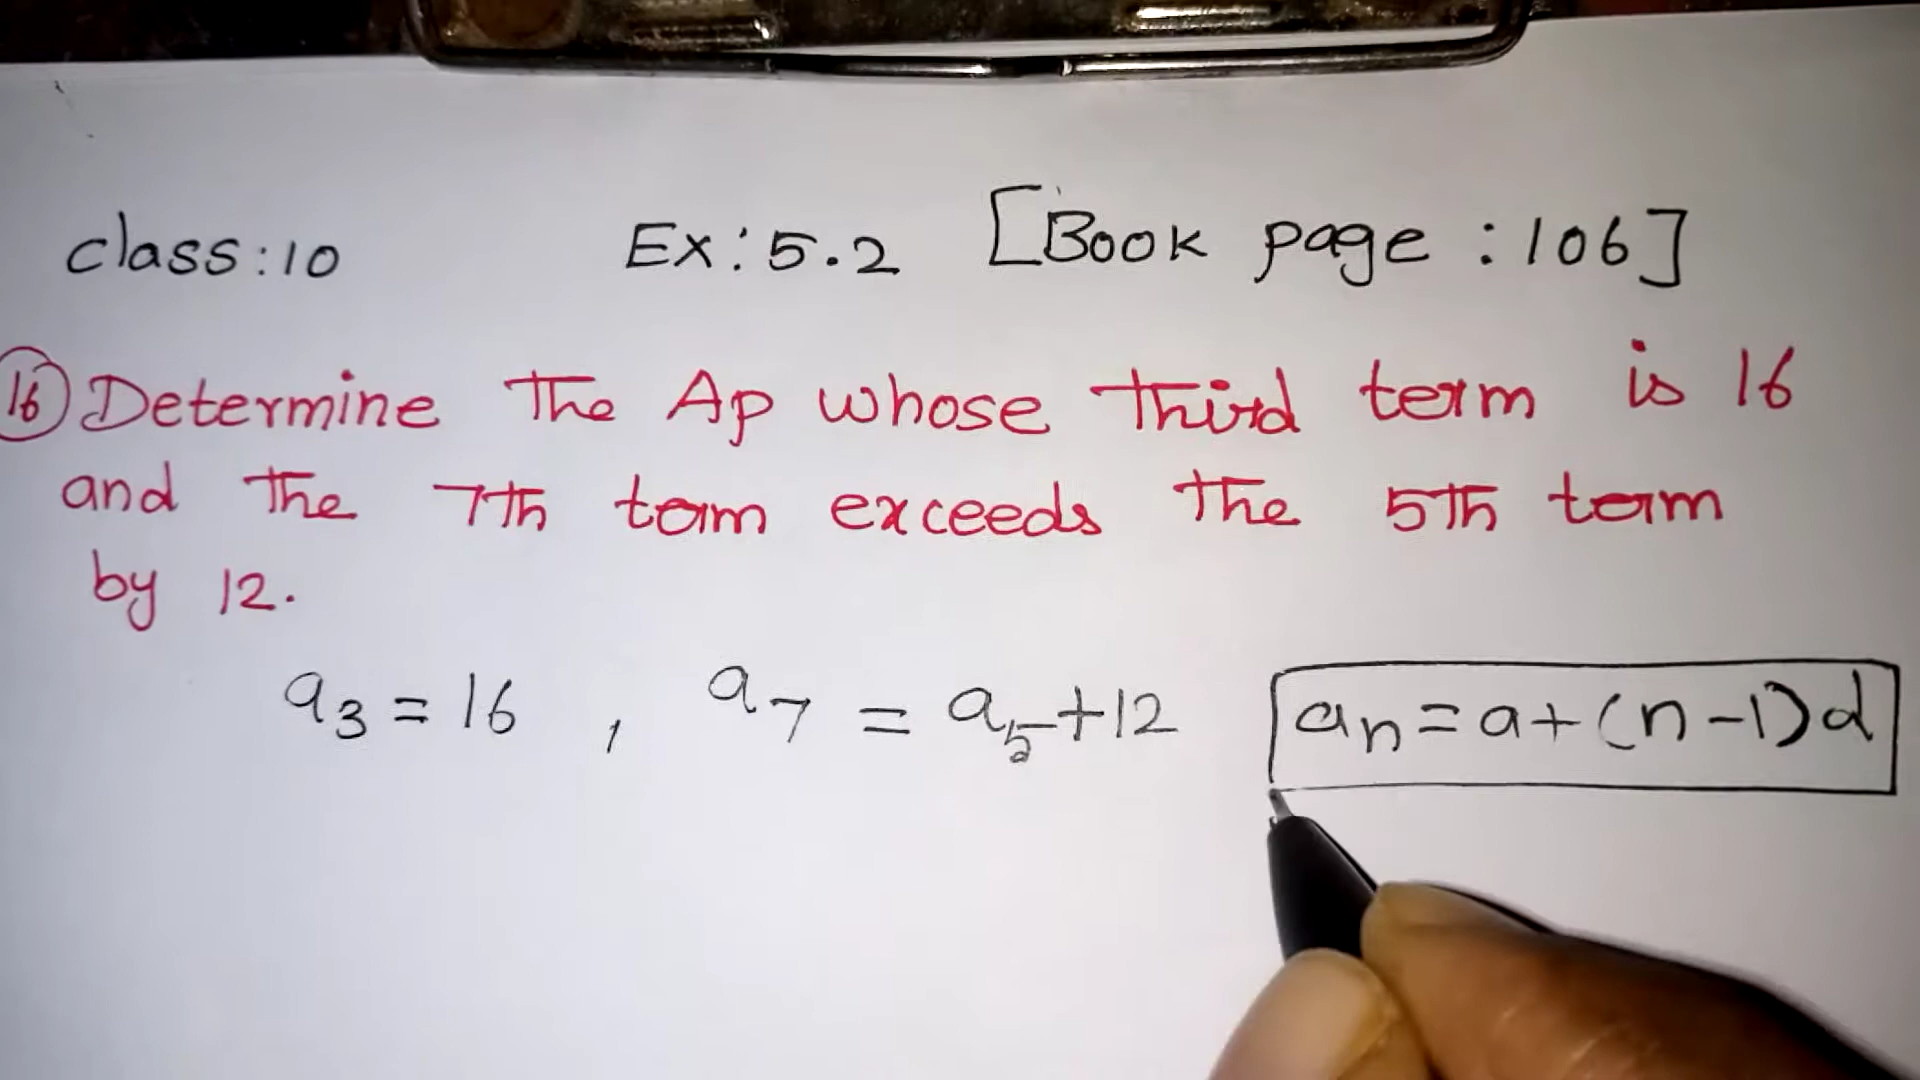 class:10 Ex:5.2 [Book page :106]
16 Determine the Ap whose third term is 16
and the 7th term exceeds the 5th term
by 12.
a₃ = 16 , a₇ = a₅+12 an = a+(n-1)d